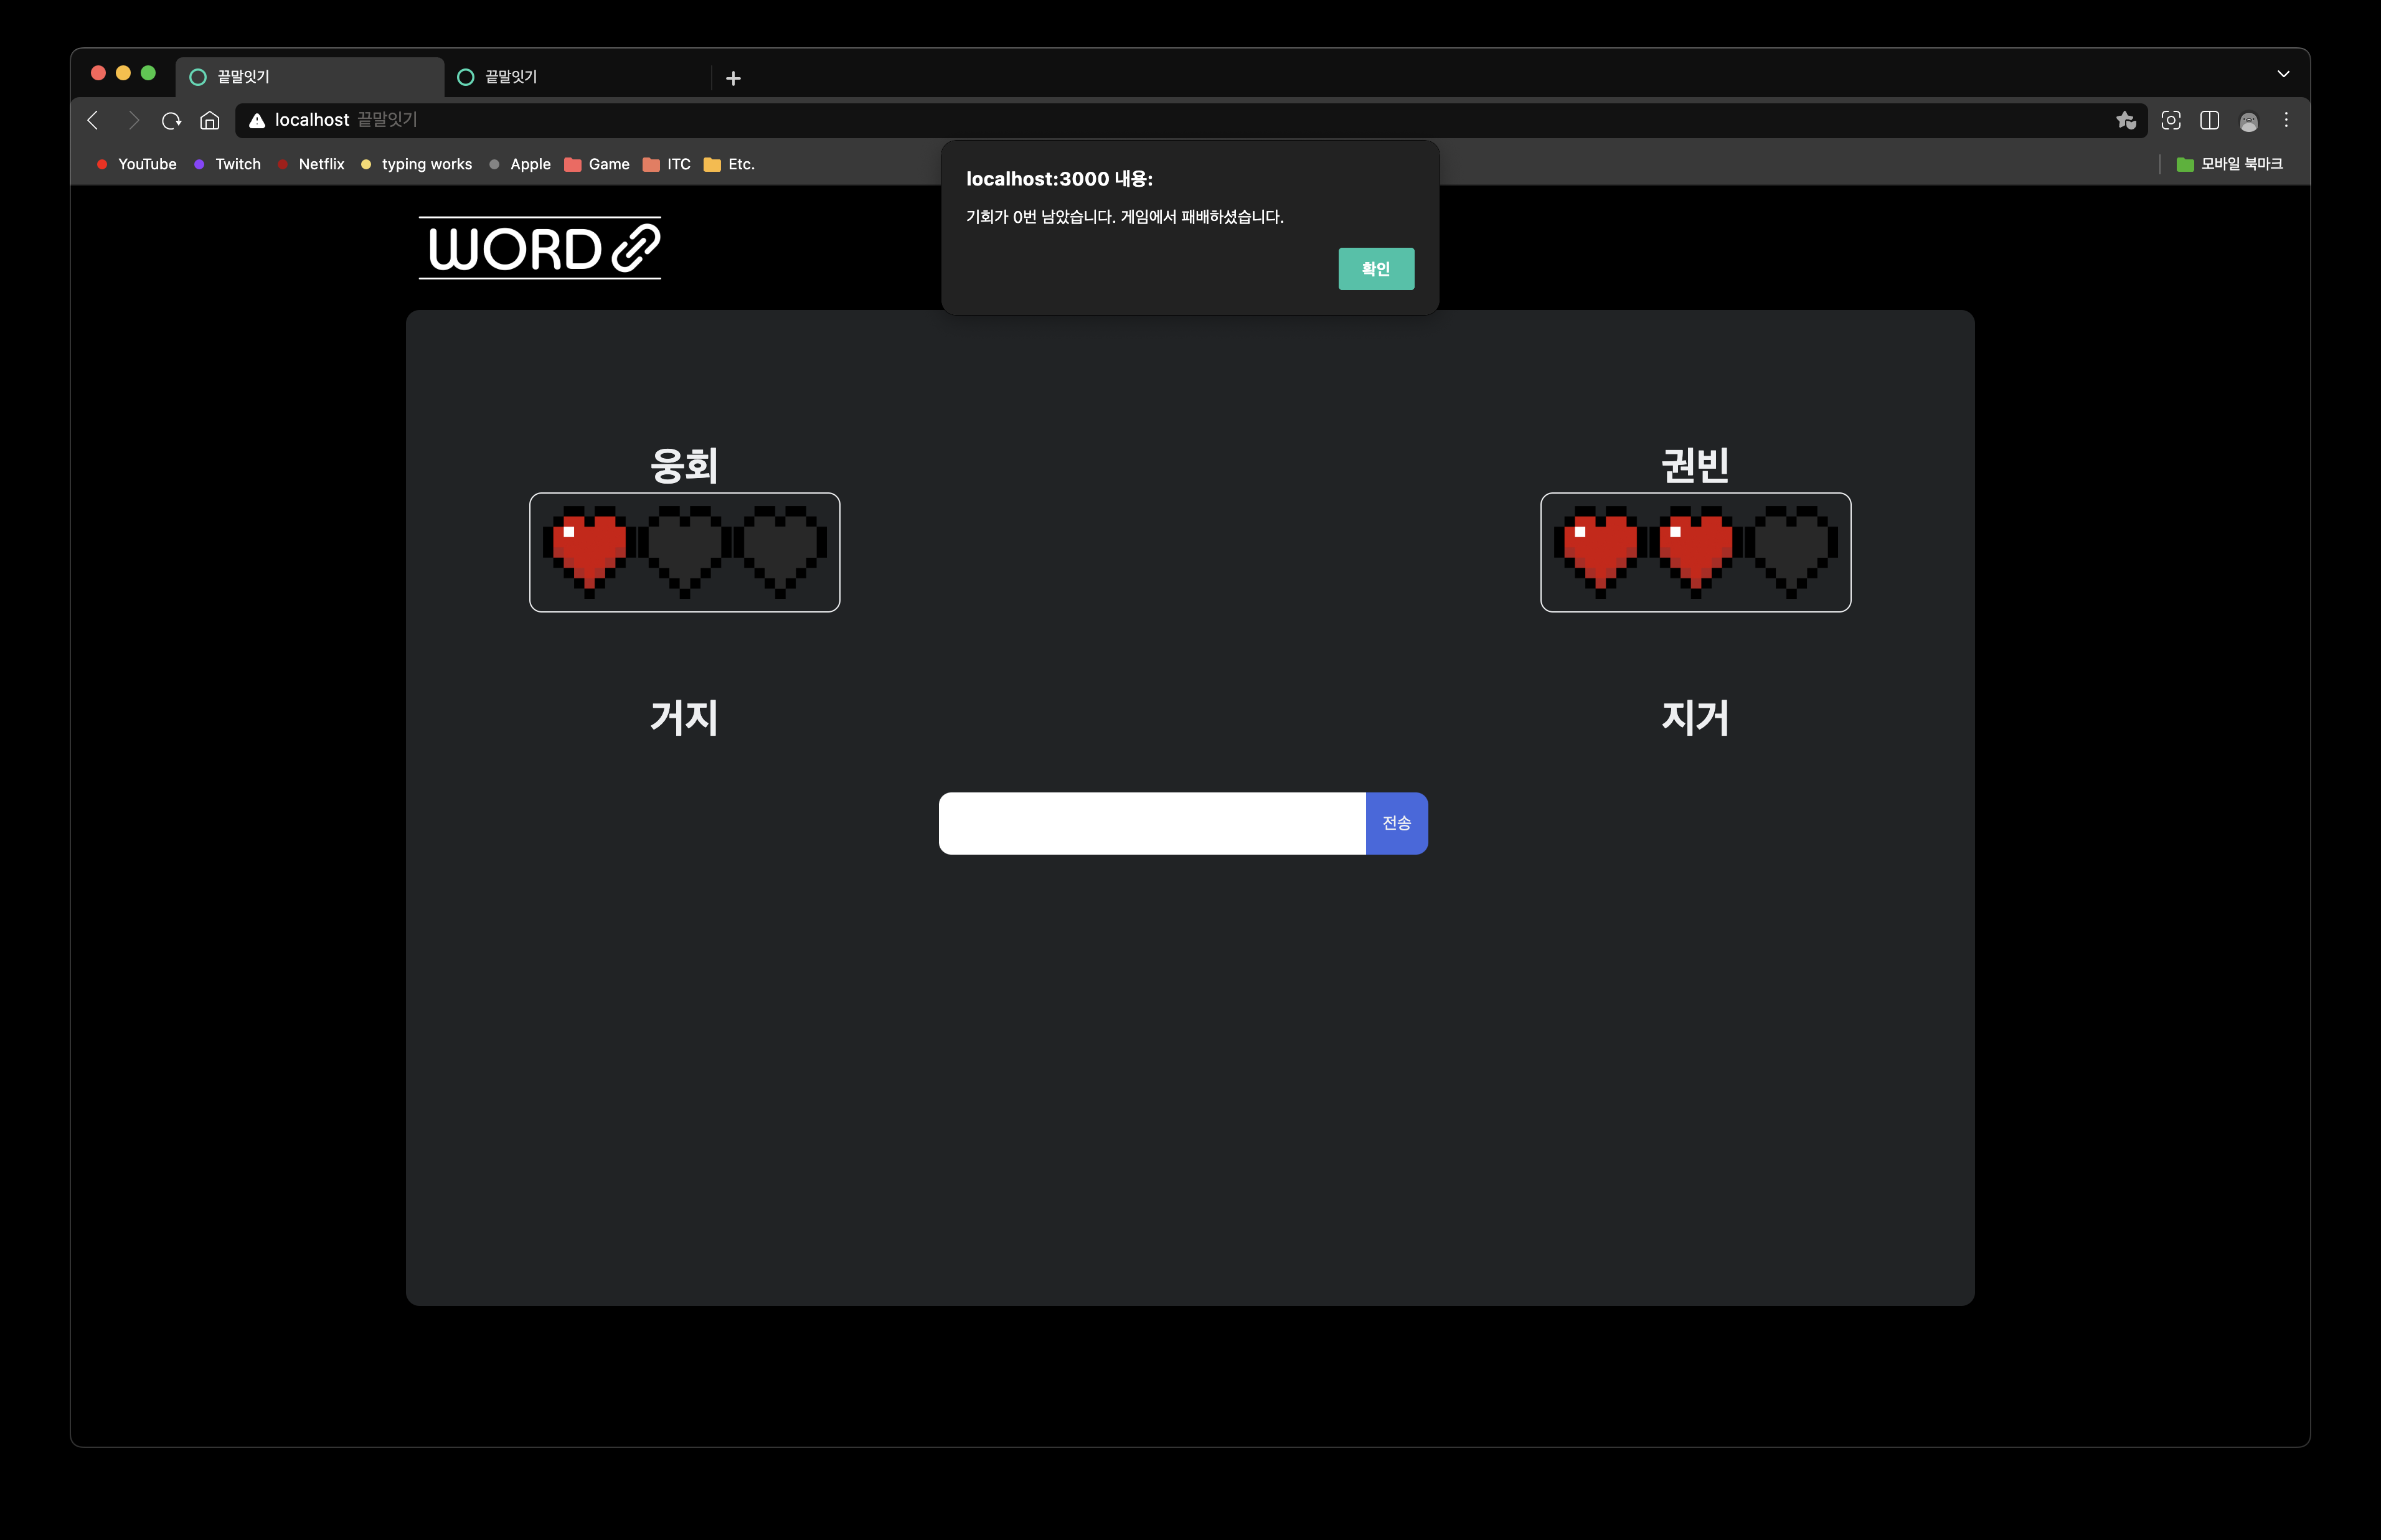 끝말잇기
끝말잇기
localhost 끝말잇기
YouTube Twitch Netflix typing works Apple Game ITC Etc. 모바일 북마크
localhost:3000 내용:
기회가 0번 남았습니다. 게임에서 패배하셨습니다.
확인
WORD
웅회 권빈
거지 지거
전송